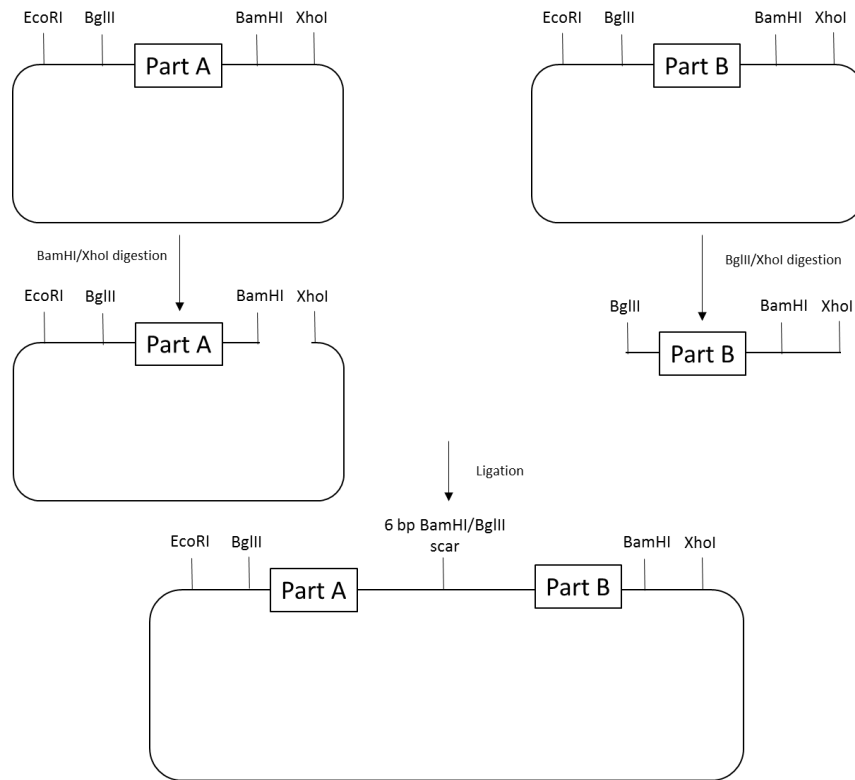 EcoRI BglII BamHI XhoI
Part A
EcoRI BglII BamHI XhoI
Part B
BamHI/XhoI digestion
BglII/XhoI digestion
EcoRI BglII BamHI XhoI
Part A
BglII BamHI XhoI
Part B
Ligation
6 bp BamHI/BglII
scar
EcoRI BglII BamHI XhoI
Part A Part B